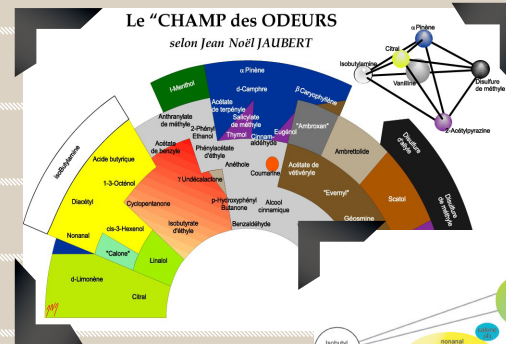 Le “CHAMP des ODEURS
selon Jean Noël JAUBERT
α Pinène
Citral
Isobutylamine
Vanilline
Disulfure
de méthyle
2-Acétylpyrazine
l-Menthol
α Pinène
d-Camphre
β Caryophyllène
Acétate
de terpényle
Salicylate
de méthyle
Thymol
Cinnam-
aldéhyde
Eugénol
"Ambroxan"
Anthranylate
de méthyle
2-Phényl
Ethanol
Acétate
de benzyle
Phénylacétate
d'éthyle
Anéthole
Coumarine
Acétate de
vétivéryle
Ambrettolide
Disulfure
d'allyle
isobutylamine
Acide butyrique
1-3-Octénol
γ Undécalactone
Cyclopentanone
p-Hydroxyphényl
Butanone
Alcool
cinnamique
"Evernyl"
Scatol
Disulfure
de méthyle
Diacétyl
Isobutyrate
d'éthyle
Benzaldéhyde
Géosmine
Nonanal
cis-3-Hexenol
"Calone"
Linalol
d-Limonène
Citral
Isobutyl
nonanal